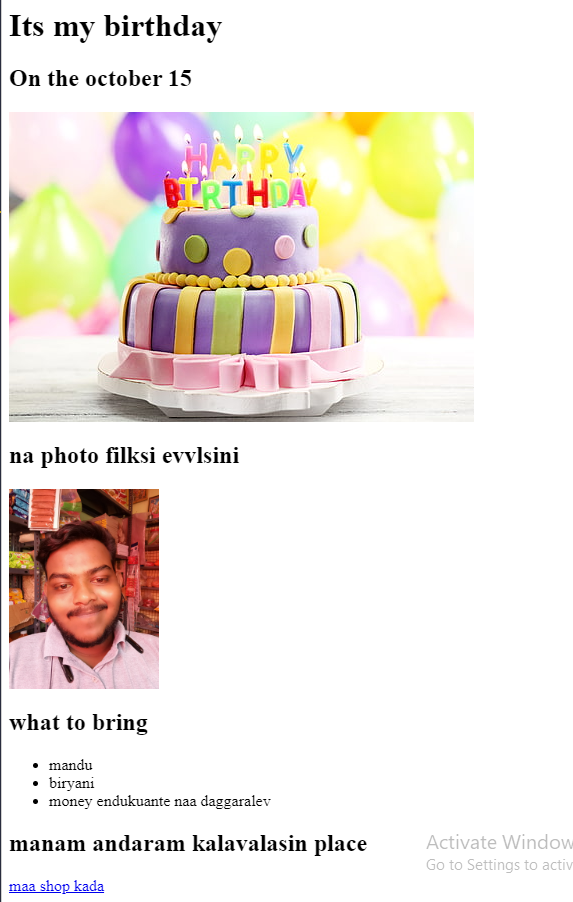 Its my birthday
On the october 15
HAPPY
BIRTHDAY
na photo filksi evvlsini
what to bring
mandu
biryani
money endukuante naa daggaralev
manam andaram kalavalasin place
Activate Window
Go to Settings to activ
maa shop kada